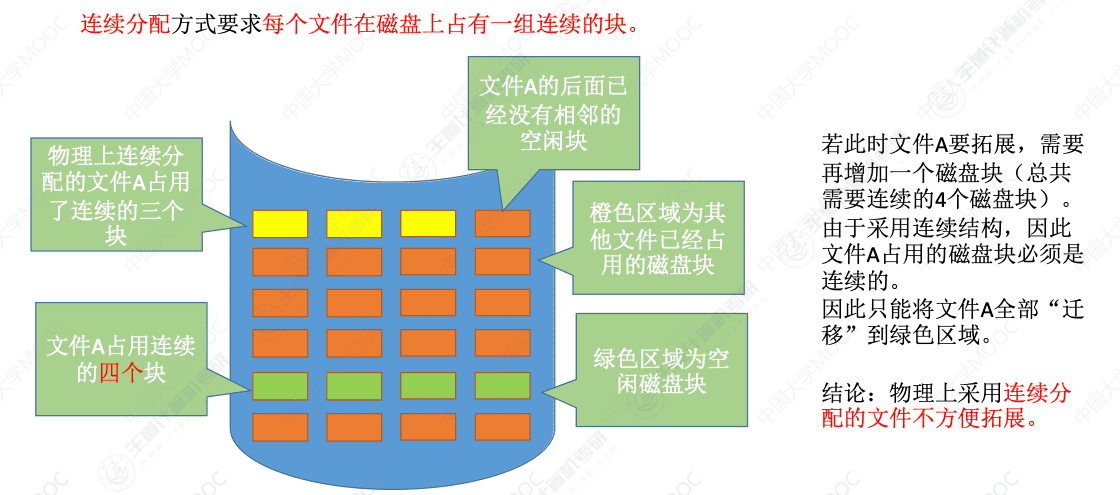 连续分配方式要求每个文件在磁盘上占有一组连续的块。
文件A的后面已
经没有相邻的
空闲块
物理上连续分
配的文件A占用
了连续的三个
块
橙色区域为其
他文件已经占
用的磁盘块
文件A占用连续
的四个块
绿色区域为空
闲磁盘块
若此时文件A要拓展，需要
再增加一个磁盘块（总共
需要连续的4个磁盘块）。
由于采用连续结构，因此
文件A占用的磁盘块必须是
连续的。
因此只能将文件A全部“迁
移”到绿色区域。
结论：物理上采用连续分
配的文件不方便拓展。